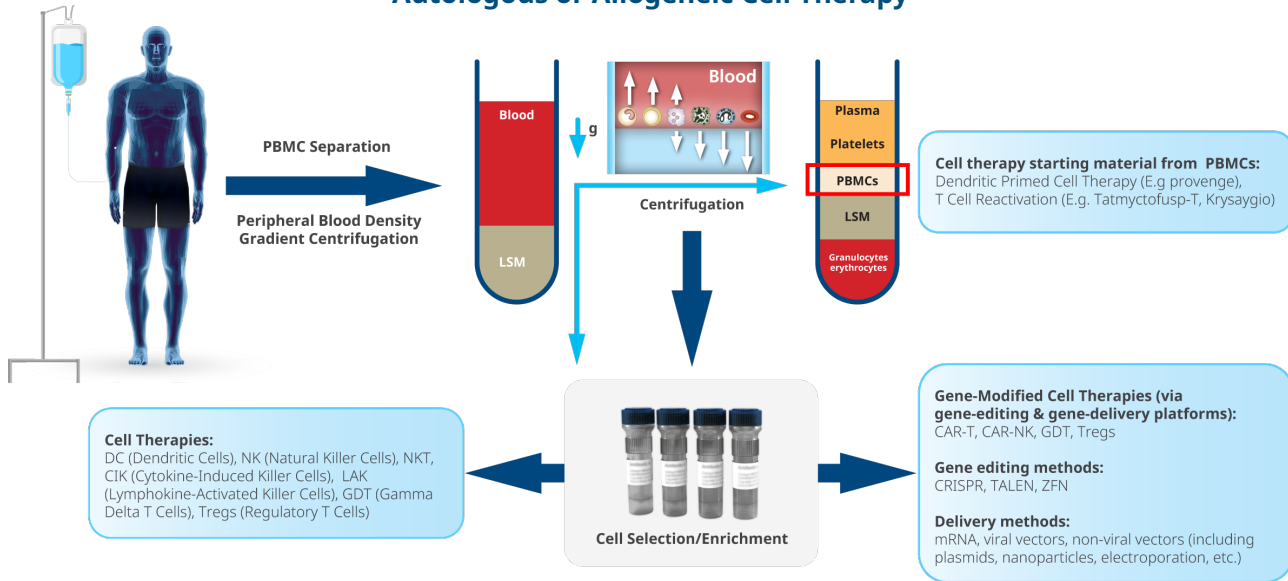 Autologous or Allogeneic Cell Therapy
PBMC Separation
Peripheral Blood Density
Gradient Centrifugation
Blood
LSM
g
Blood
Centrifugation
Plasma
Platelets
PBMCs
LSM
Granulocytes
erythrocytes
Cell therapy starting material from PBMCs:
Dendritic Primed Cell Therapy (E.g provenge),
T Cell Reactivation (E.g. Tatmyctofusp-T, Krysaygio)
Cell Therapies:
DC (Dendritic Cells), NK (Natural Killer Cells), NKT,
CIK (Cytokine-Induced Killer Cells), LAK
(Lymphokine-Activated Killer Cells), GDT (Gamma
Delta T Cells), Tregs (Regulatory T Cells)
Cell Selection/Enrichment
Gene-Modified Cell Therapies (via
gene-editing & gene-delivery platforms):
CAR-T, CAR-NK, GDT, Tregs
Gene editing methods:
CRISPR, TALEN, ZFN
Delivery methods:
mRNA, viral vectors, non-viral vectors (including
plasmids, nanoparticles, electroporation, etc.)